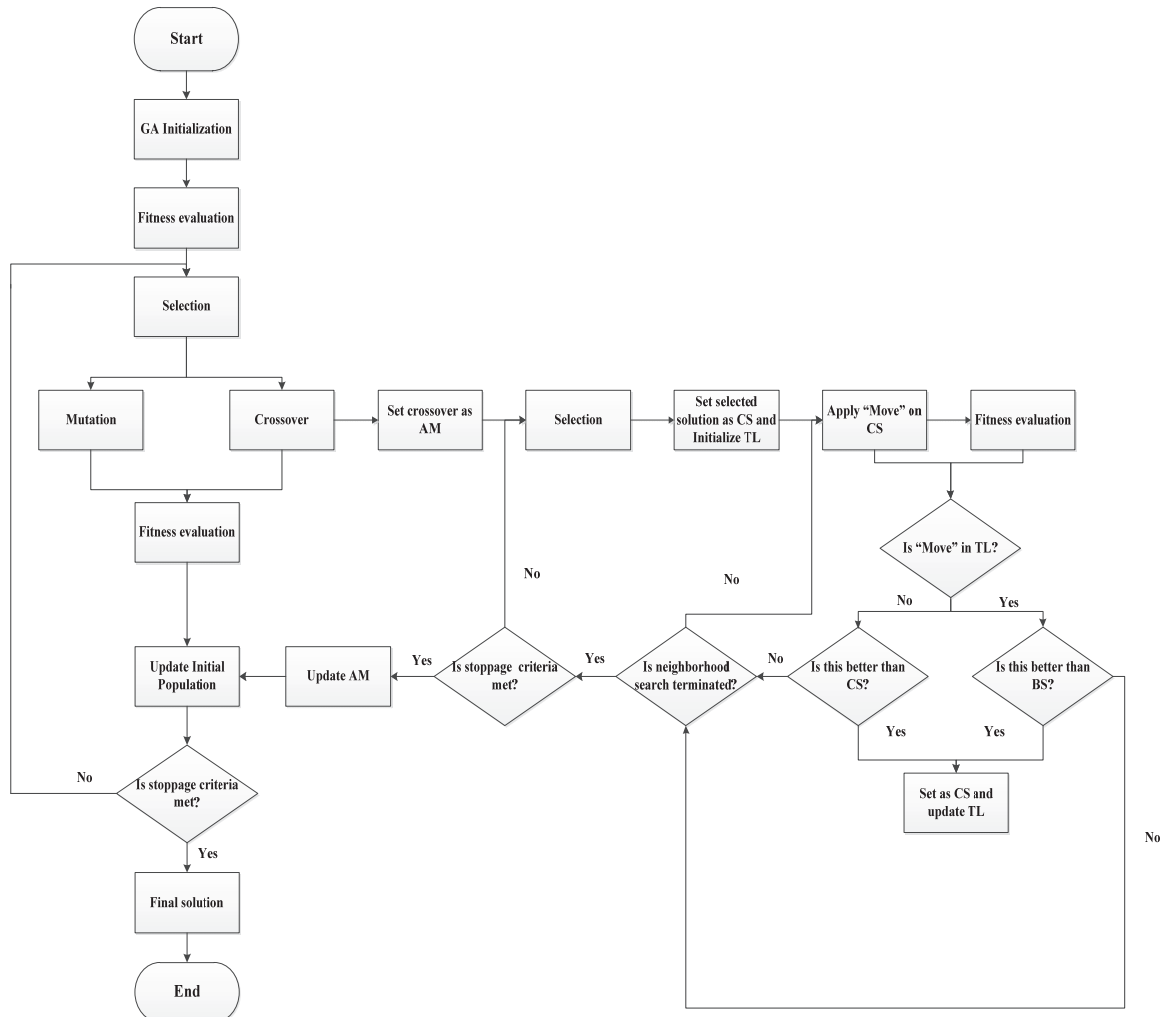 Start
GA Initialization
Fitness evaluation
Selection
Mutation
Crossover
Set crossover as
AM
Selection
Set selected
solution as CS and
Initialize TL
Apply “Move” on
CS
Fitness evaluation
Fitness evaluation
Is “Move” in TL?
No
No
No
Yes
Update Initial
Population
Update AM
Yes
Is stoppage criteria
met?
Yes
Is neighborhood
search terminated?
No
Is this better than
CS?
Is this better than
BS?
Yes
Yes
No
Is stoppage criteria
met?
Set as CS and
update TL
No
Yes
Final solution
End